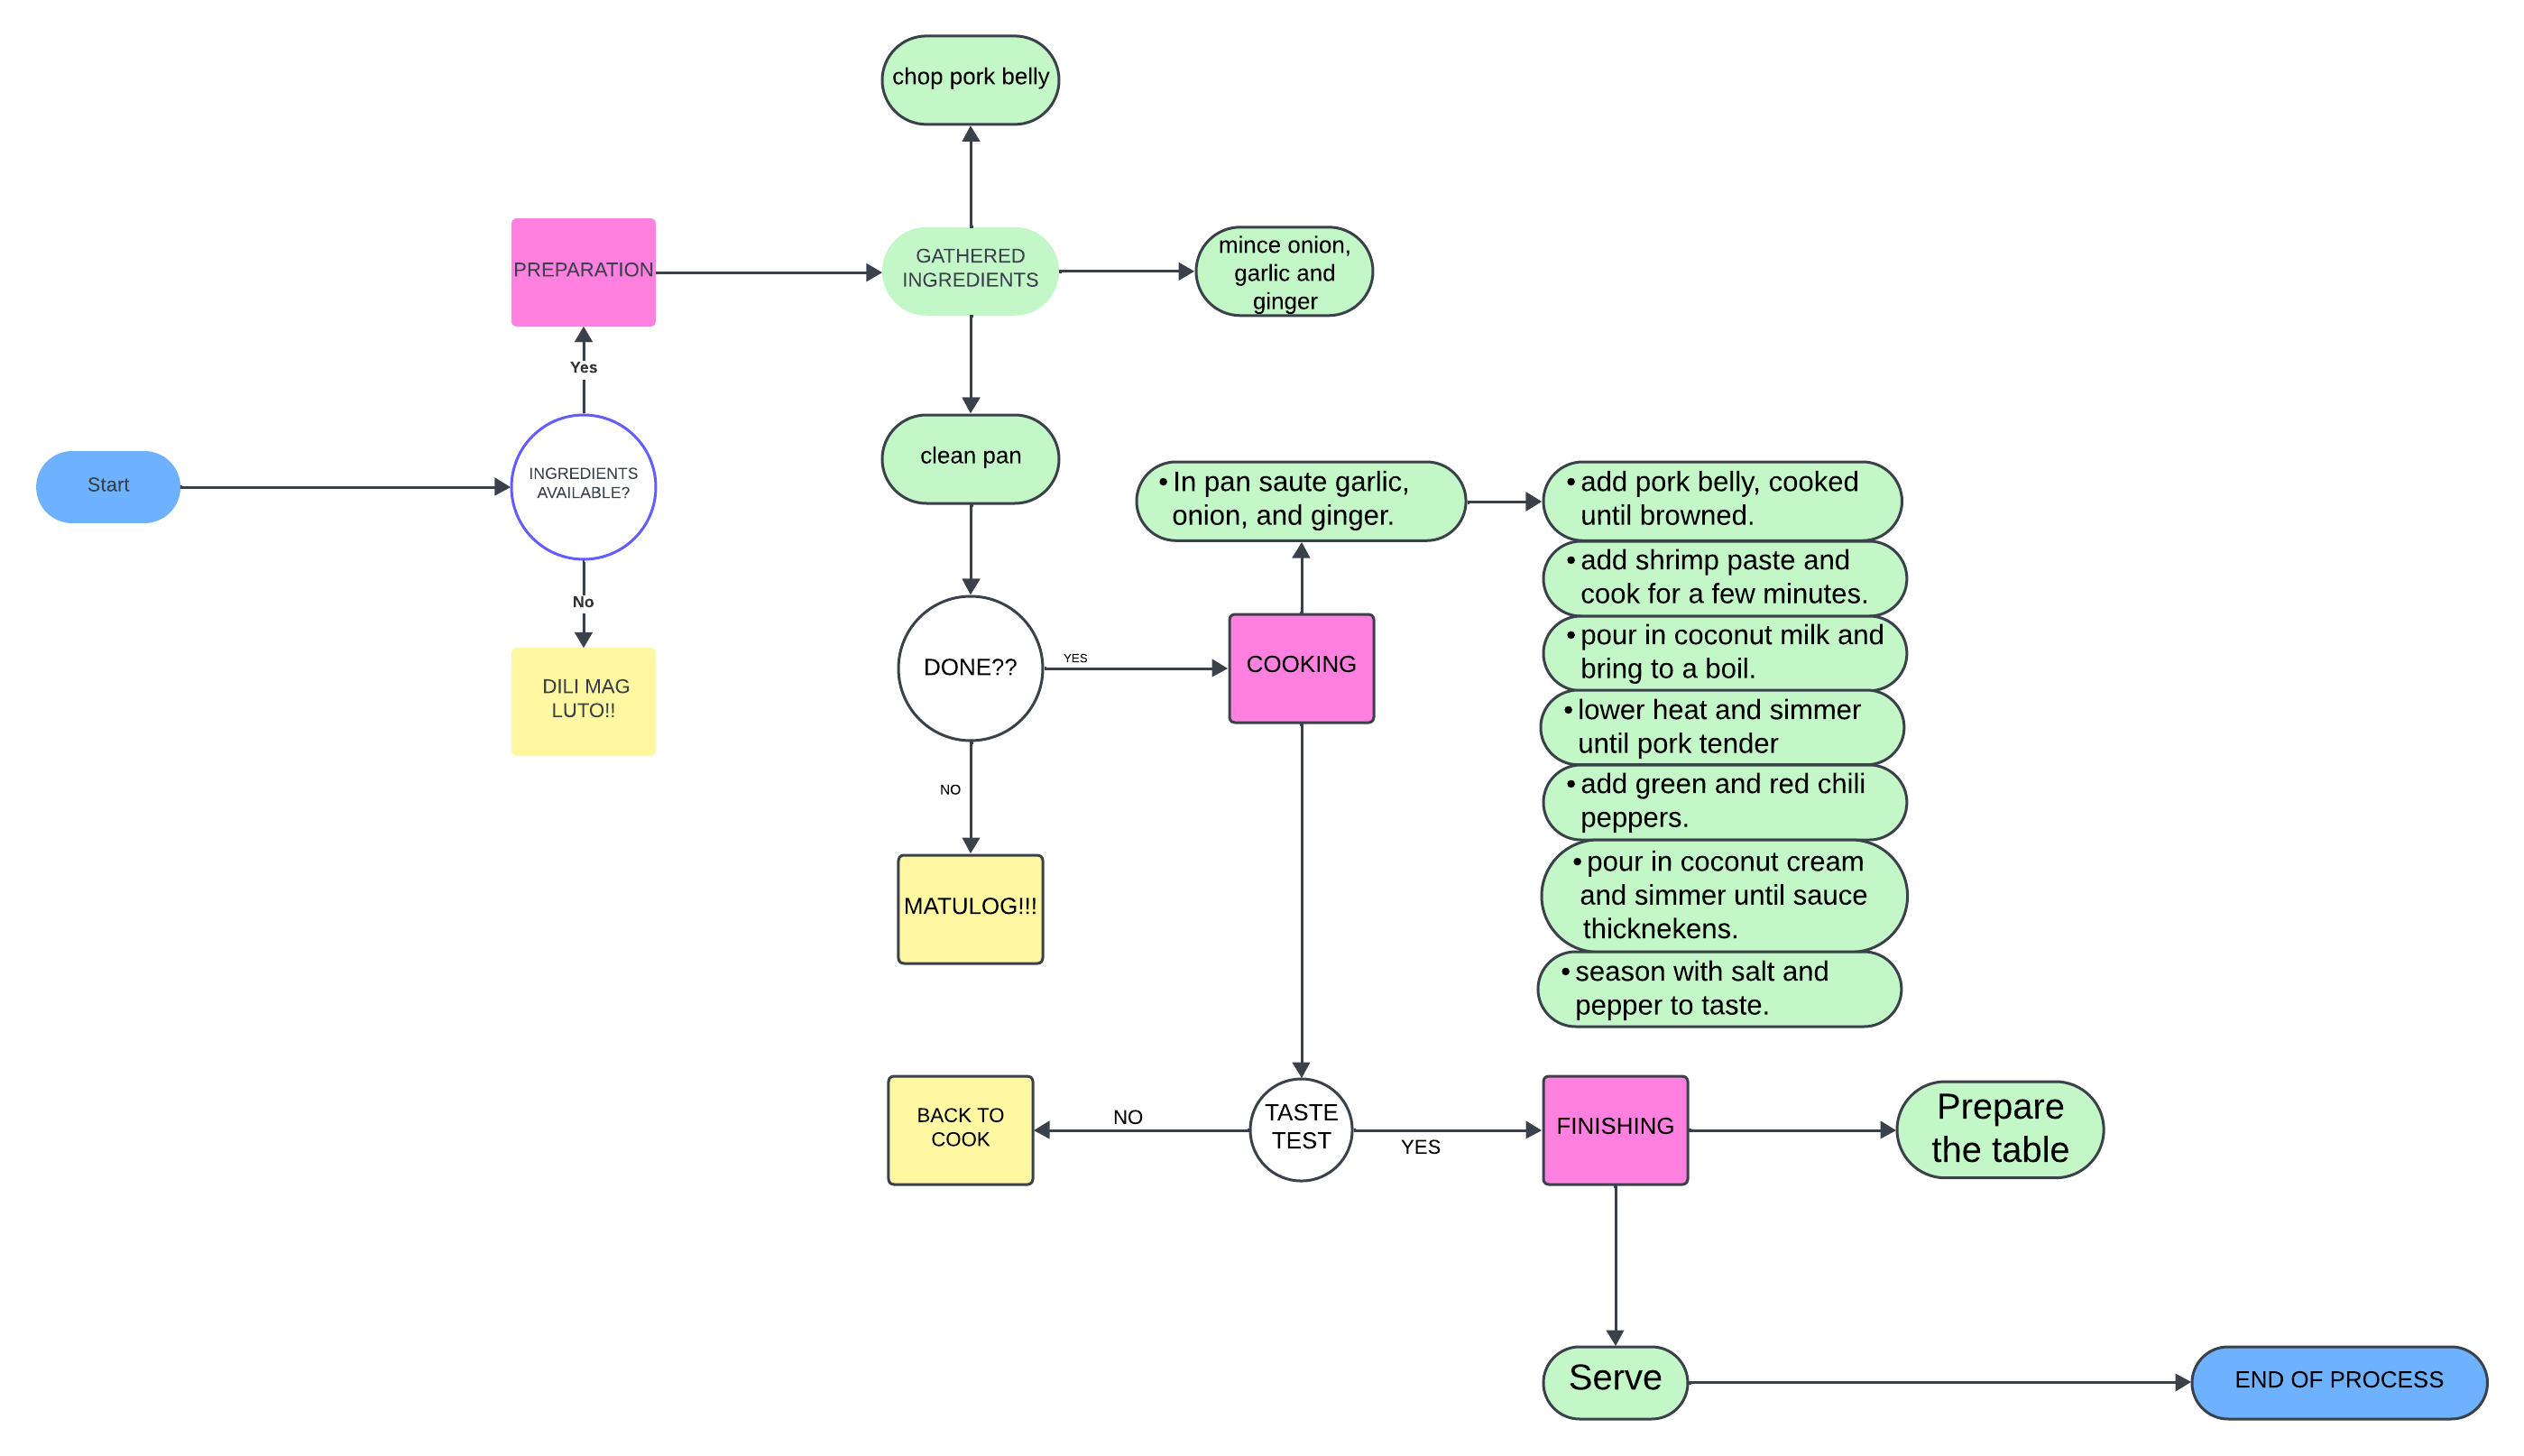 chop pork belly
PREPARATION
GATHERED
INGREDIENTS
mince onion,
garlic and
ginger
Yes
Start
INGREDIENTS
AVAILABLE?
clean pan
No
DILI MAG
LUTO!!
• In pan saute garlic,
onion, and ginger.
• add pork belly, cooked
until browned.
• add shrimp paste and
cook for a few minutes.
• pour in coconut milk and
bring to a boil.
• lower heat and simmer
until pork tender
• add green and red chili
peppers.
• pour in coconut cream
and simmer until sauce
thicknekens.
• season with salt and
pepper to taste.
DONE??
YES
COOKING
NO
MATULOG!!!
BACK TO
COOK
NO
TASTE
TEST
YES
FINISHING
Prepare
the table
Serve
END OF PROCESS